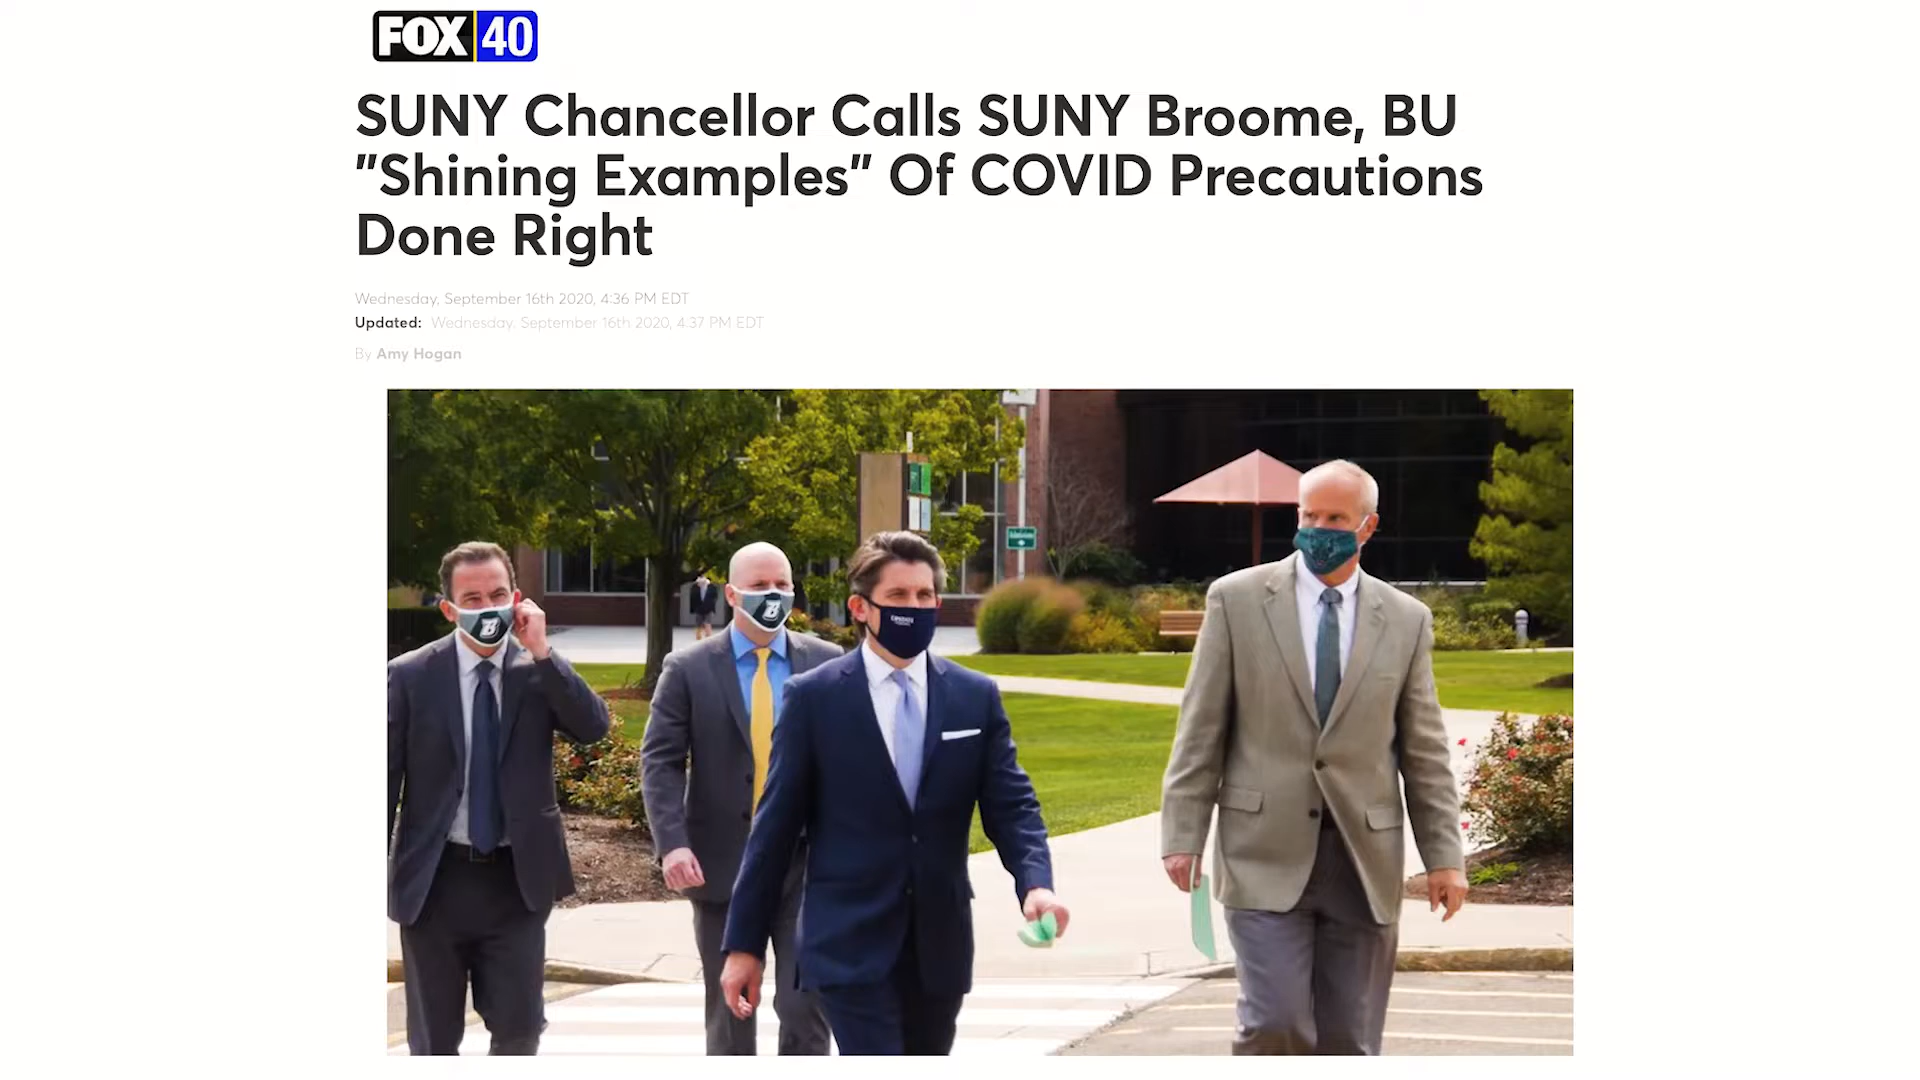 FOX 40
SUNY Chancellor Calls SUNY Broome, BU
"Shining Examples" Of COVID Precautions
Done Right
Wednesday, September 16th 2020, 4:36 PM EDT
Updated: Wednesday, September 16th 2020, 4:37 PM EDT
By Amy Hogan
B
B